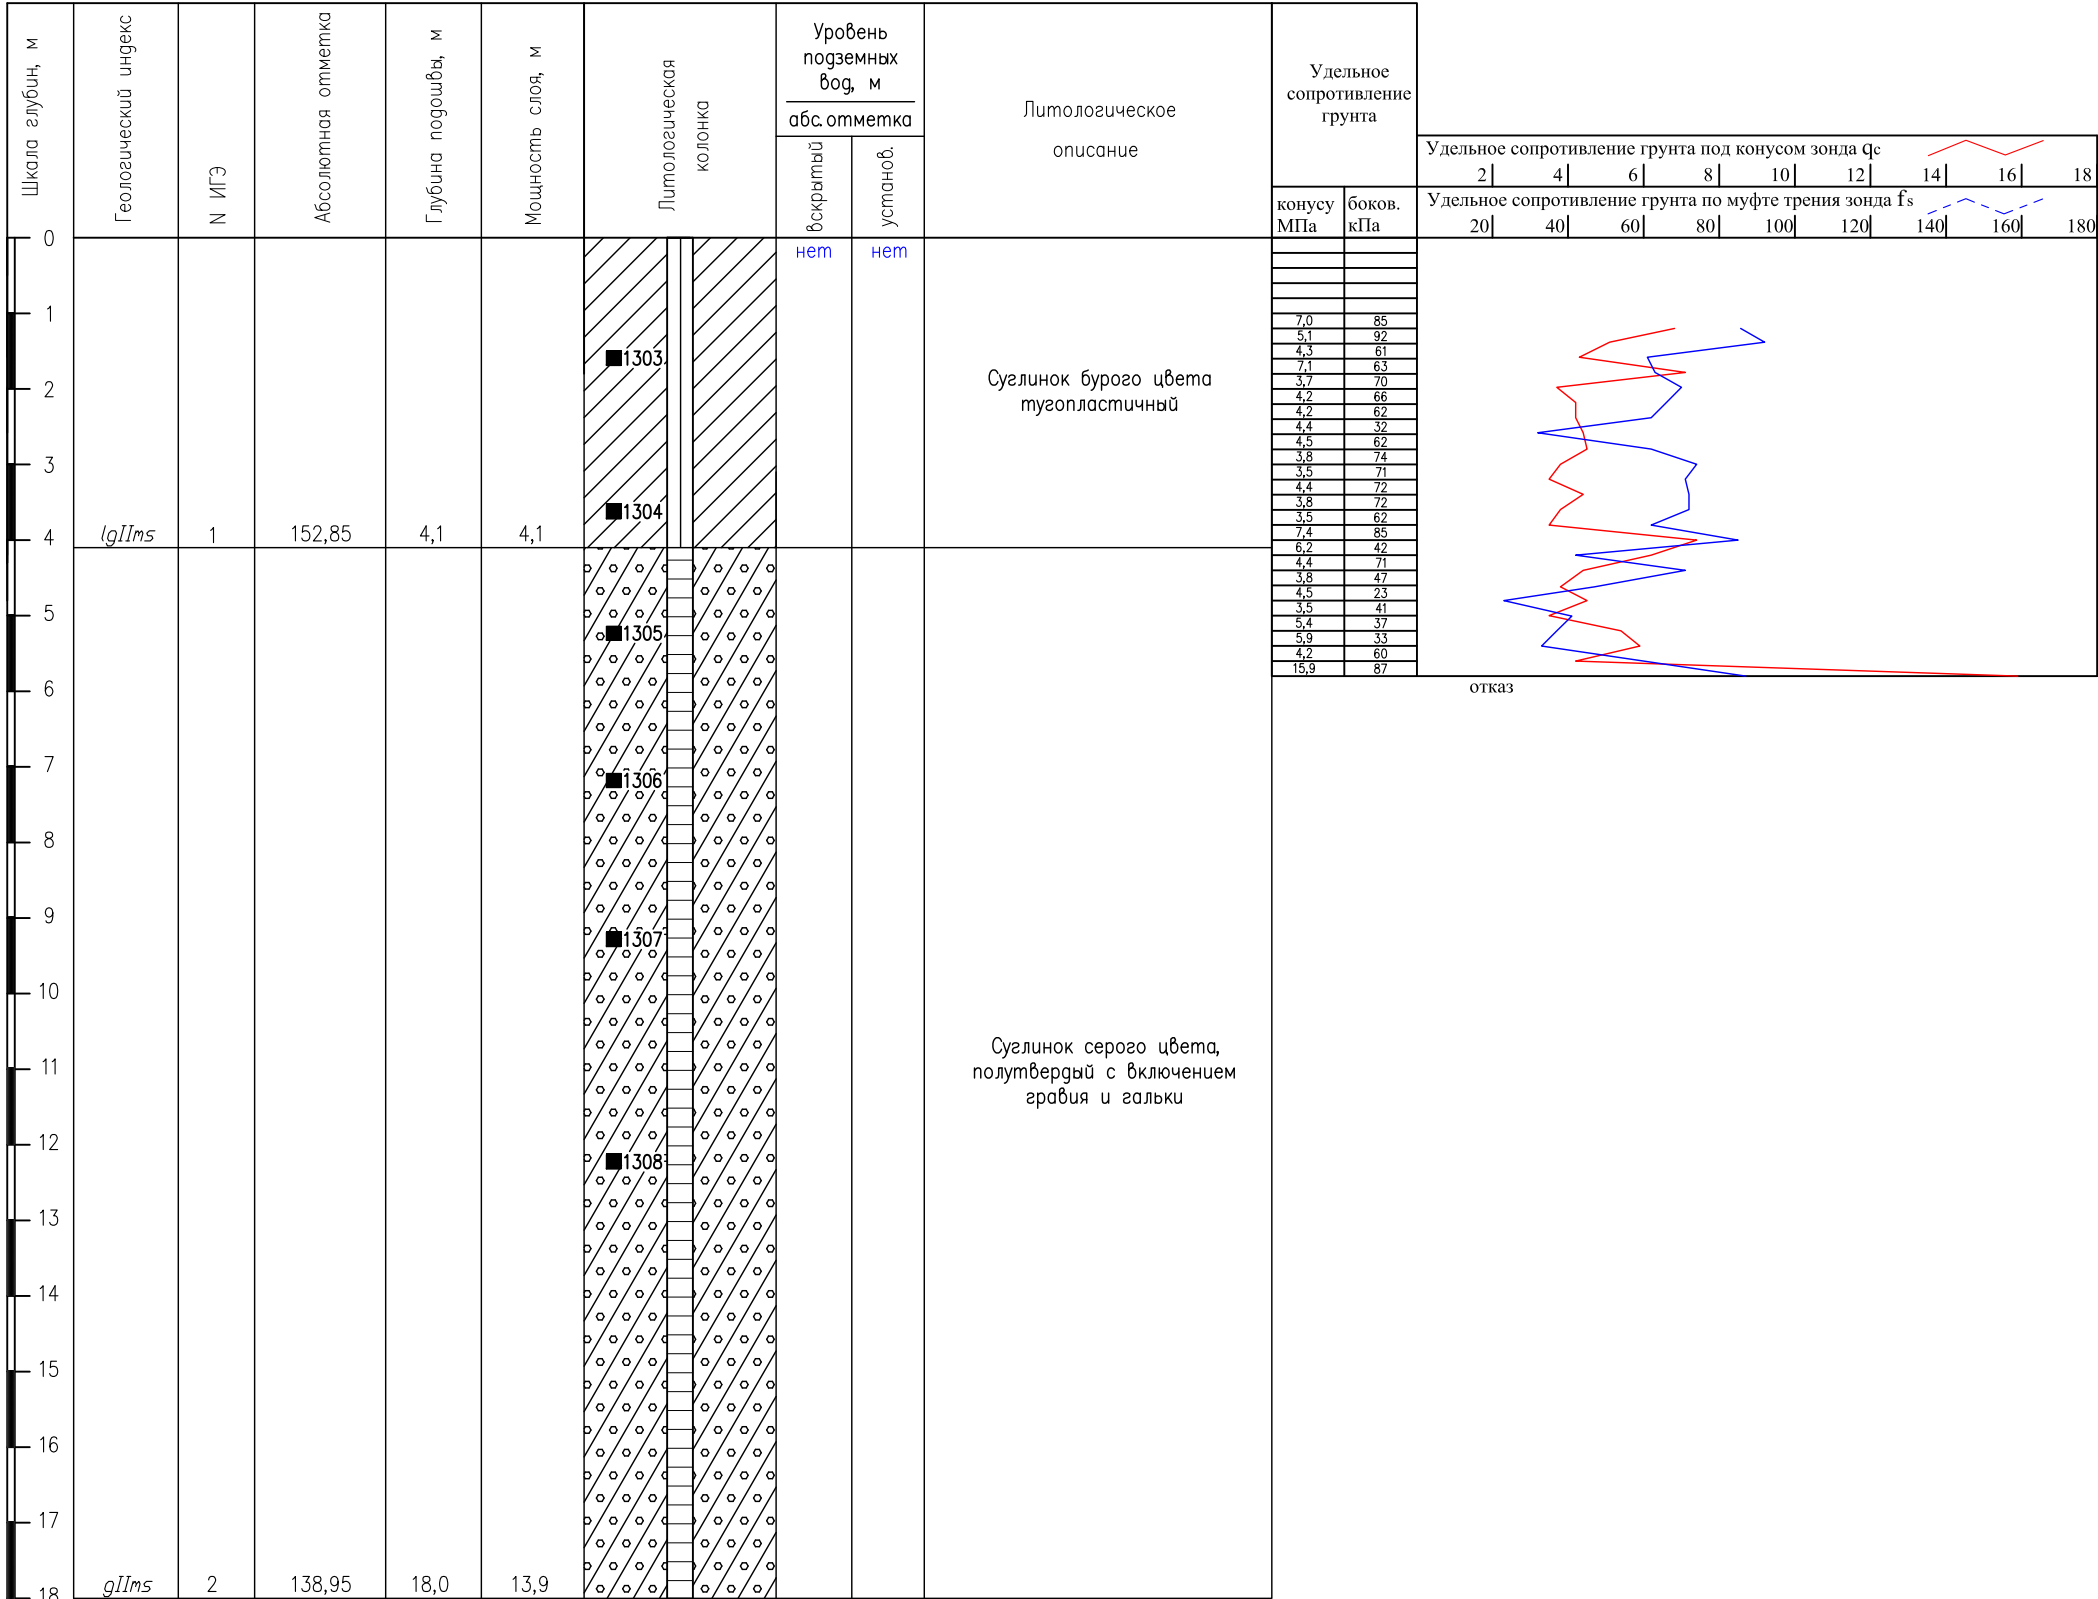 Шкала глубин, м
Геологический индекс
N ИГЭ
Абсолютная отметка
Глубина подошвы, м
Мощность слоя, м
Литологическая
колонка
Уровень
подземных
вод, м
абс.отметка
вскрытый
установ.
Литологическое
описание
Удельное
сопротивление
грунта
конусу
МПа
боков.
кПа
Удельное сопротивление грунта под конусом зонда qc
2 4 6 8 10 12 14 16 18
Удельное сопротивление грунта по муфте трения зонда fs
20 40 60 80 100 120 140 160 180
0
нет нет
1
7,0 85
5,1 92
4,3 61
1303
7,1 63
3,7 70
Суглинок бурого цвета
тугопластичный
2
4,2 66
4,2 62
4,4 32
4,5 62
3
3,8 74
3,5 71
4,4 72
3,8 72
1304
3,5 62
4
lgIIms 1 152,85 4,1 4,1
7,4 85
6,2 42
4,4 71
3,8 47
4,5 23
5
3,5 41
5,4 37
1305
5,9 33
4,2 60
15,9 87
6
отказ
7
1306
8
9
1307
10
11
Суглинок серого цвета,
полутвердый с включением
гравия и гальки
12
1308
13
14
15
16
17
gIIms 2 138,95 18,0 13,9
18